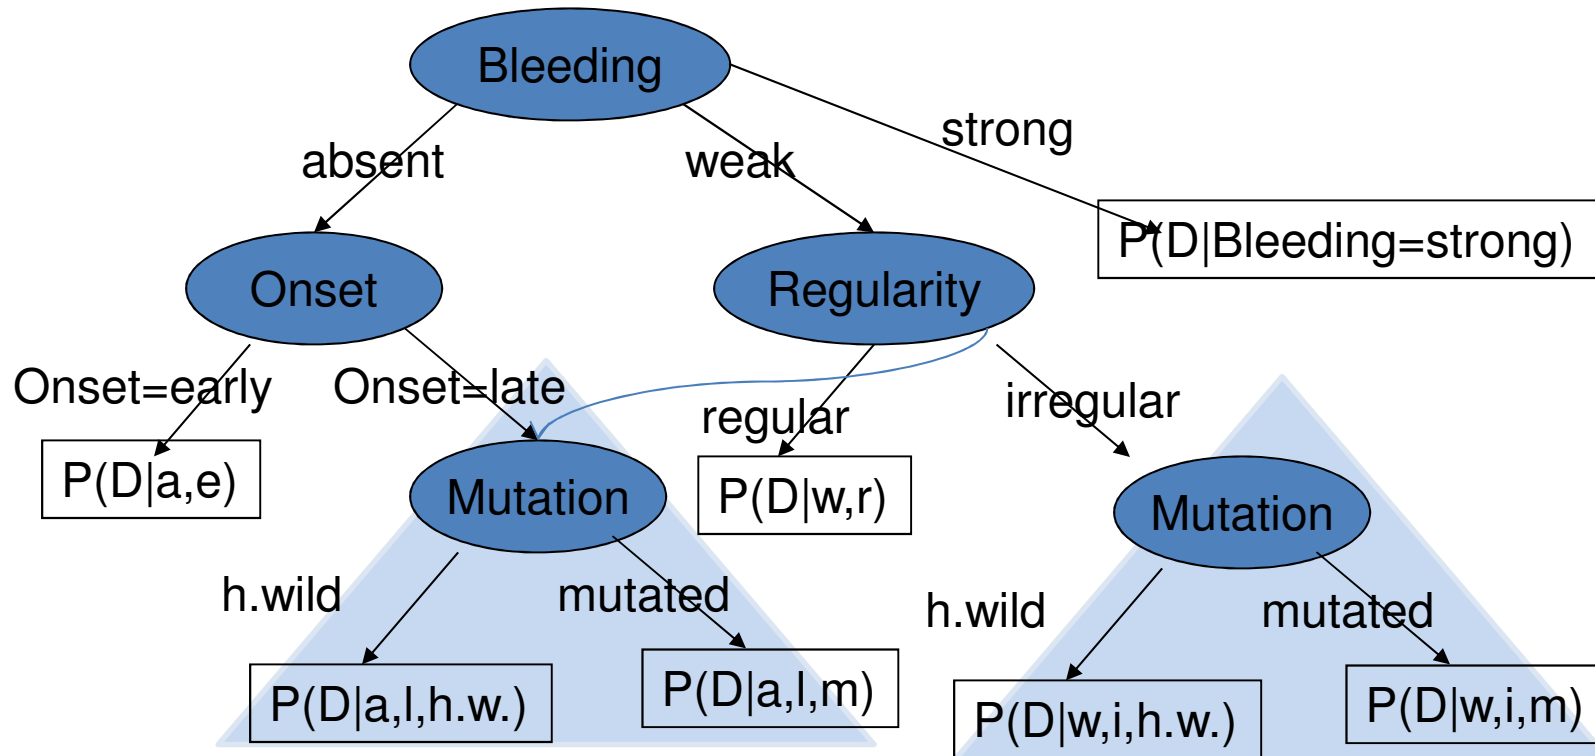 Bleeding
strong
absent
weak
P(D|Bleeding=strong)
Onset
Regularity
Onset=early
Onset=late
regular
irregular
P(D|a,e)
Mutation
P(D|w,r)
Mutation
h.wild
mutated
h.wild
mutated
P(D|a,l,h.w.)
P(D|a,l,m)
P(D|w,i,h.w.)
P(D|w,i,m)